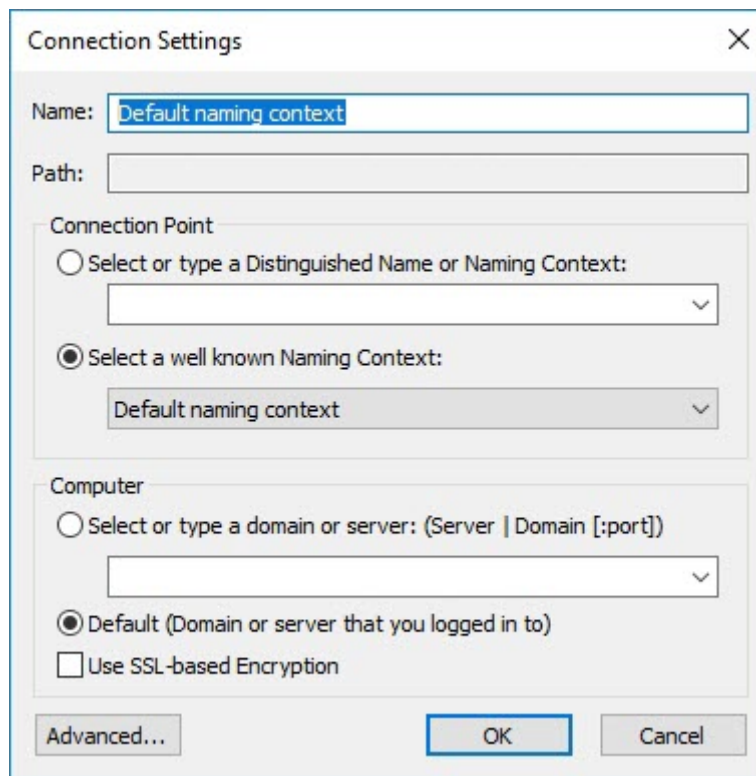 Connection Settings
Name: Default naming context
Path:
Connection Point
Select or type a Distinguished Name or Naming Context:
Select a well known Naming Context:
Default naming context
Computer
Select or type a domain or server: (Server | Domain [:port])
Default (Domain or server that you logged in to)
Use SSL-based Encryption
Advanced... OK Cancel